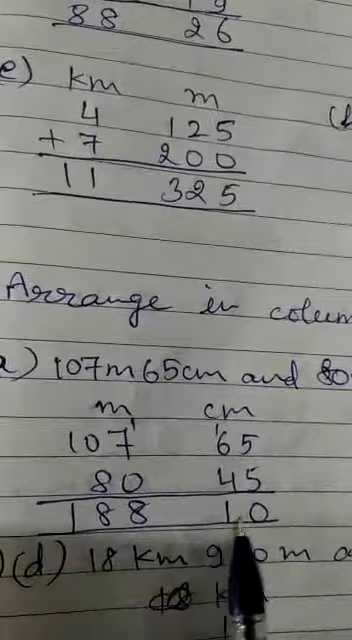 88 26
e) km m
4 125
+ 7 200
11 325
Arrange in colum
a) 107m65cm and 80
m cm
107 65
80 45
188 10
(d) 18 km 9